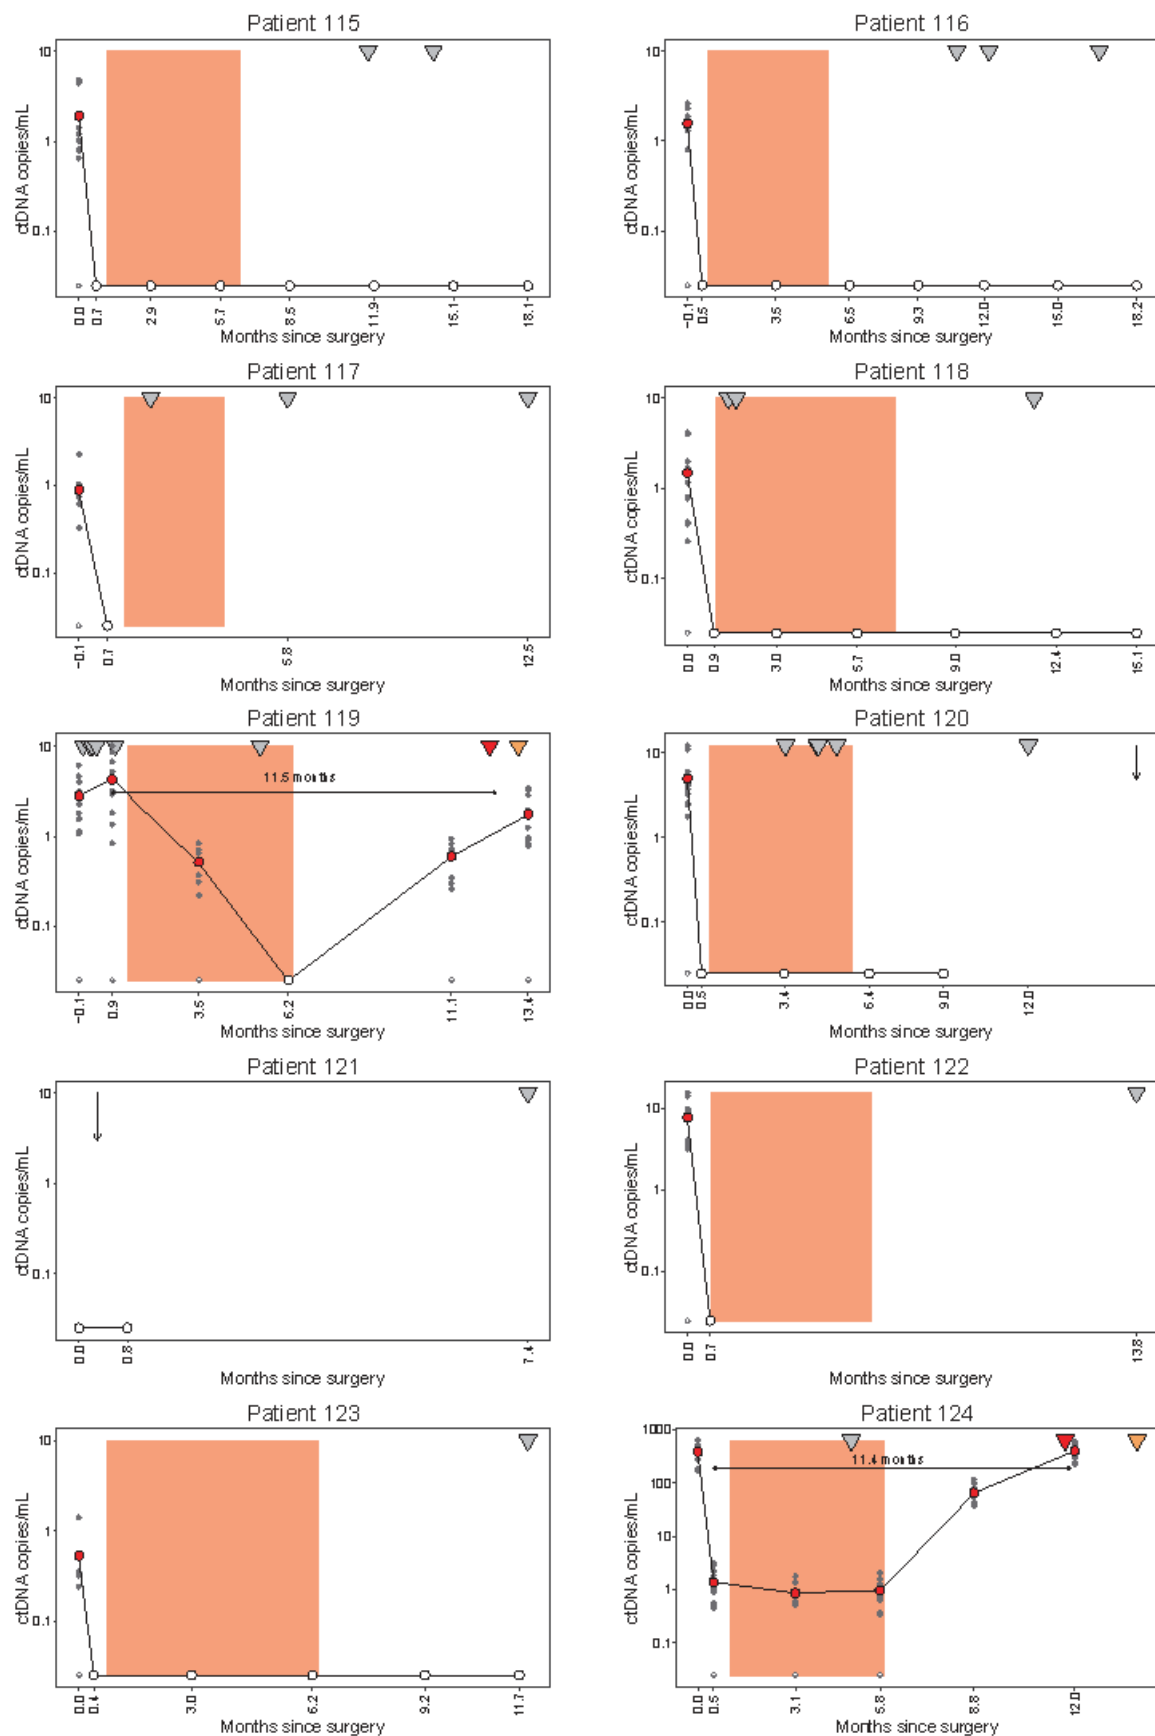 Patient 115
10
1
0.1
ctDNA copies/mL
0.0 0.7 2.9 5.7 8.5 11.9 15.1 18.1
Months since surgery
Patient 116
10
1
0.1
ctDNA copies/mL
-0.1 0.5 3.5 6.5 9.3 12.0 15.0 18.2
Months since surgery
Patient 117
10
1
0.1
ctDNA copies/mL
-0.1 0.7 5.8 12.5
Months since surgery
Patient 118
10
1
0.1
ctDNA copies/mL
0.0 0.9 3.0 5.7 9.0 12.4 15.1
Months since surgery
Patient 119
10
1
0.1
ctDNA copies/mL
11.5 months
-0.1 0.9 3.5 6.2 11.1 13.4
Months since surgery
Patient 120
10
1
0.1
ctDNA copies/mL
0.0 0.5 3.4 6.4 9.0 12.0
Months since surgery
Patient 121
10
1
0.1
ctDNA copies/mL
0.0 0.8 7.4
Months since surgery
Patient 122
10
1
0.1
ctDNA copies/mL
0.0 0.7 13.8
Months since surgery
Patient 123
10
1
0.1
ctDNA copies/mL
0.0 0.4 3.0 6.2 9.2 11.7
Months since surgery
Patient 124
1000
100
10
1
0.1
ctDNA copies/mL
11.4 months
0.0 0.5 3.1 5.8 8.8 12.0
Months since surgery